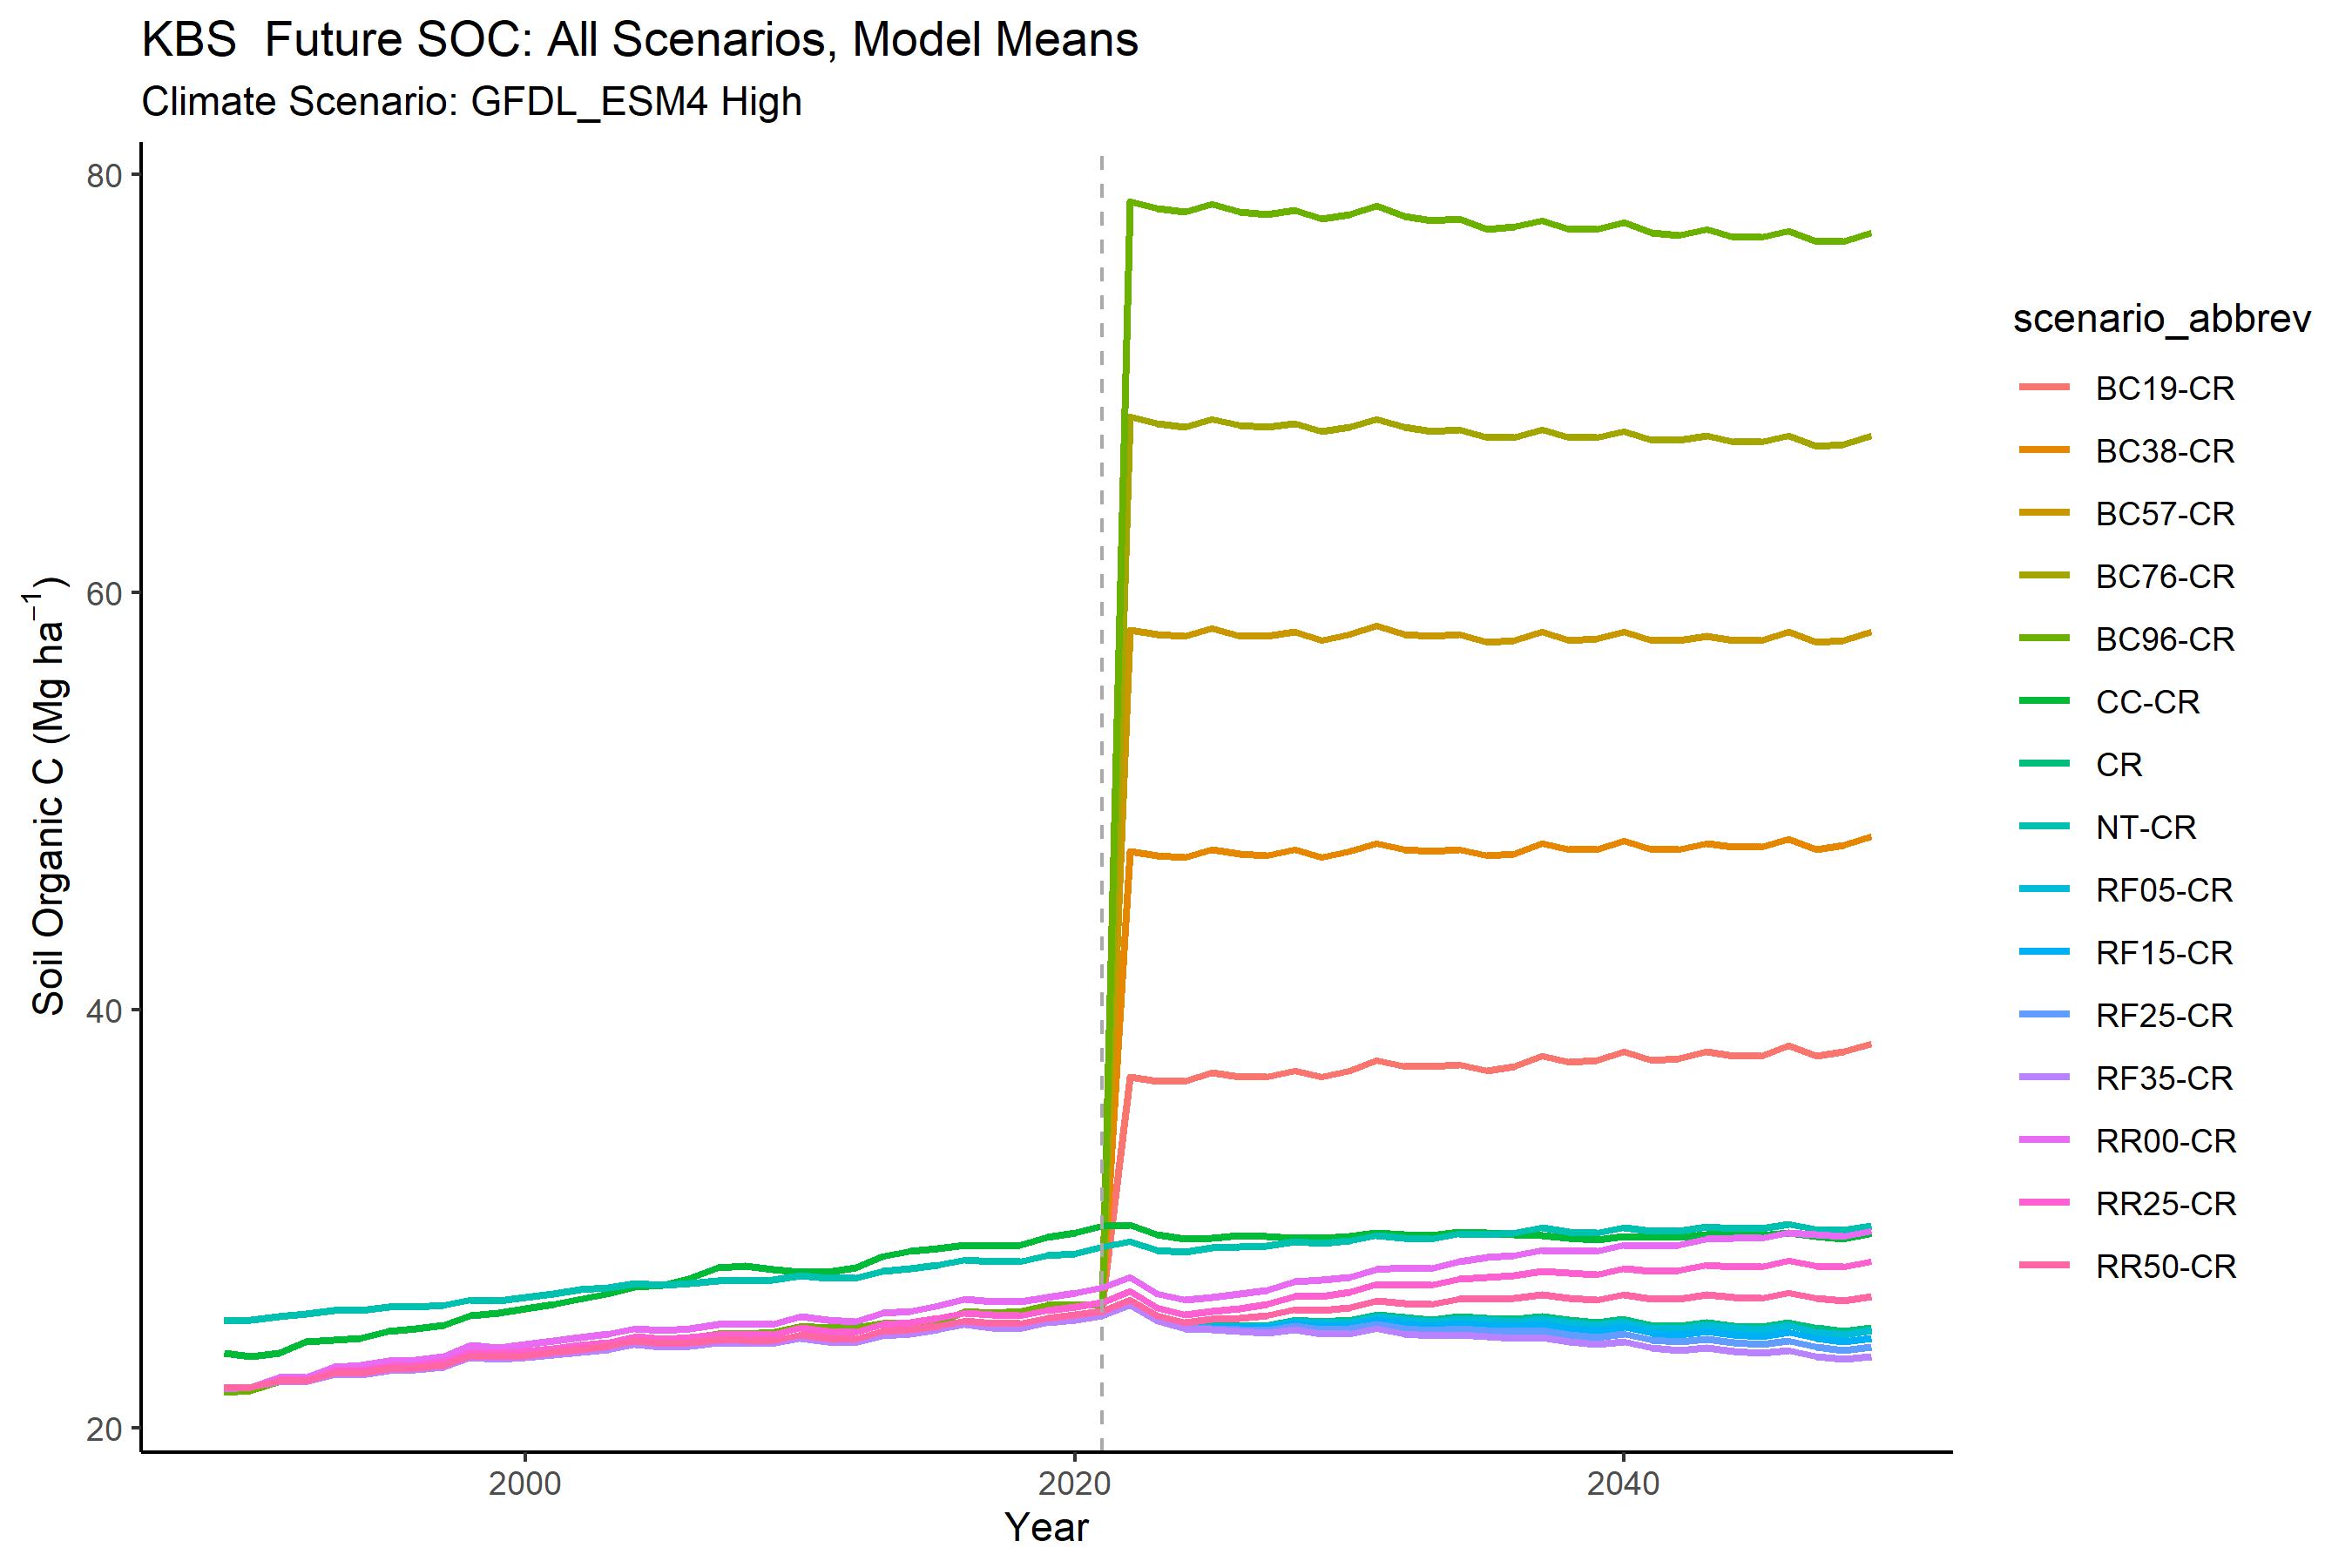 KBS  Future SOC: All Scenarios, Model Means
Climate Scenario: GFDL_ESM4 High
80
60
40
20
Soil Organic C (Mg ha⁻¹)
2000
2020
2040
Year
scenario_abbrev
BC19-CR
BC38-CR
BC57-CR
BC76-CR
BC96-CR
CC-CR
CR
NT-CR
RF05-CR
RF15-CR
RF25-CR
RF35-CR
RR00-CR
RR25-CR
RR50-CR